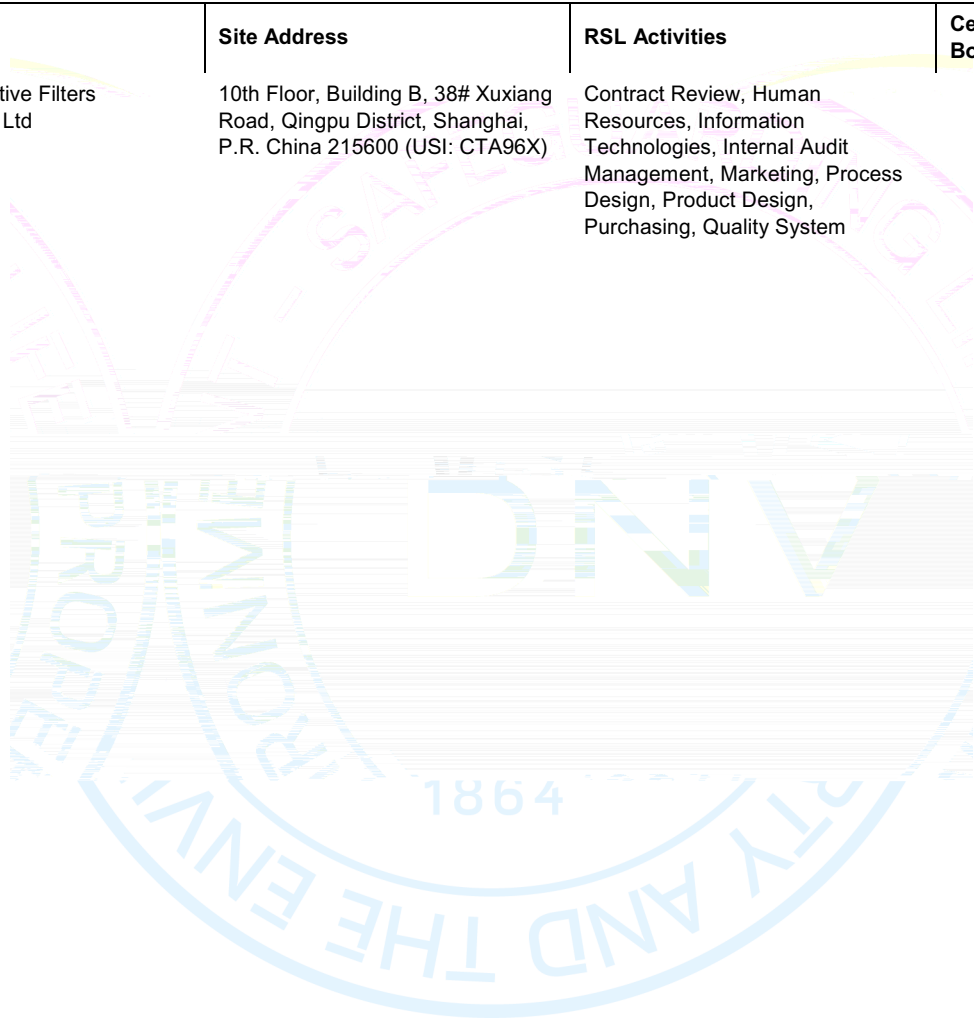 Site Address
RSL Activities
Ce
Bo
tive Filters
Ltd
10th Floor, Building B, 38# Xuxiang
Road, Qingpu District, Shanghai,
P.R. China 215600 (USI: CTA96X)
Contract Review, Human
Resources, Information
Technologies, Internal Audit
Management, Marketing, Process
Design, Product Design,
Purchasing, Quality System
DNV
1864
PROPERTY AND THE ENVIRONME